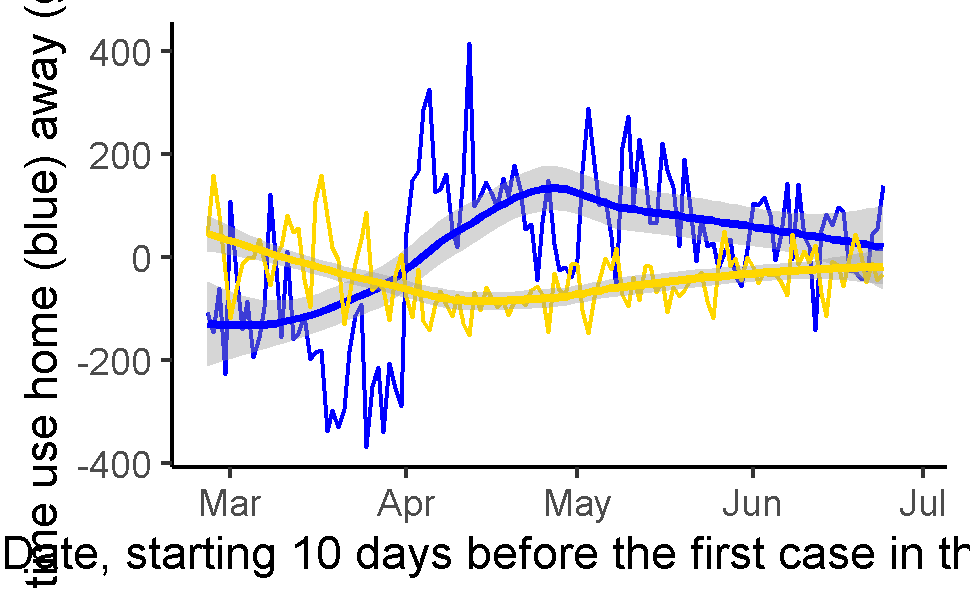 time use home (blue) away (
400
200
0
-200
-400
Mar Apr May Jun Jul
Date, starting 10 days before the first case in th